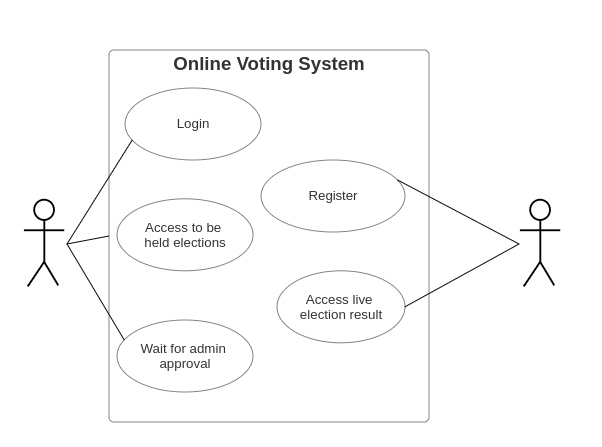 Online Voting System
Login
Register
Access to be
held elections
Access live
election result
Wait for admin
approval